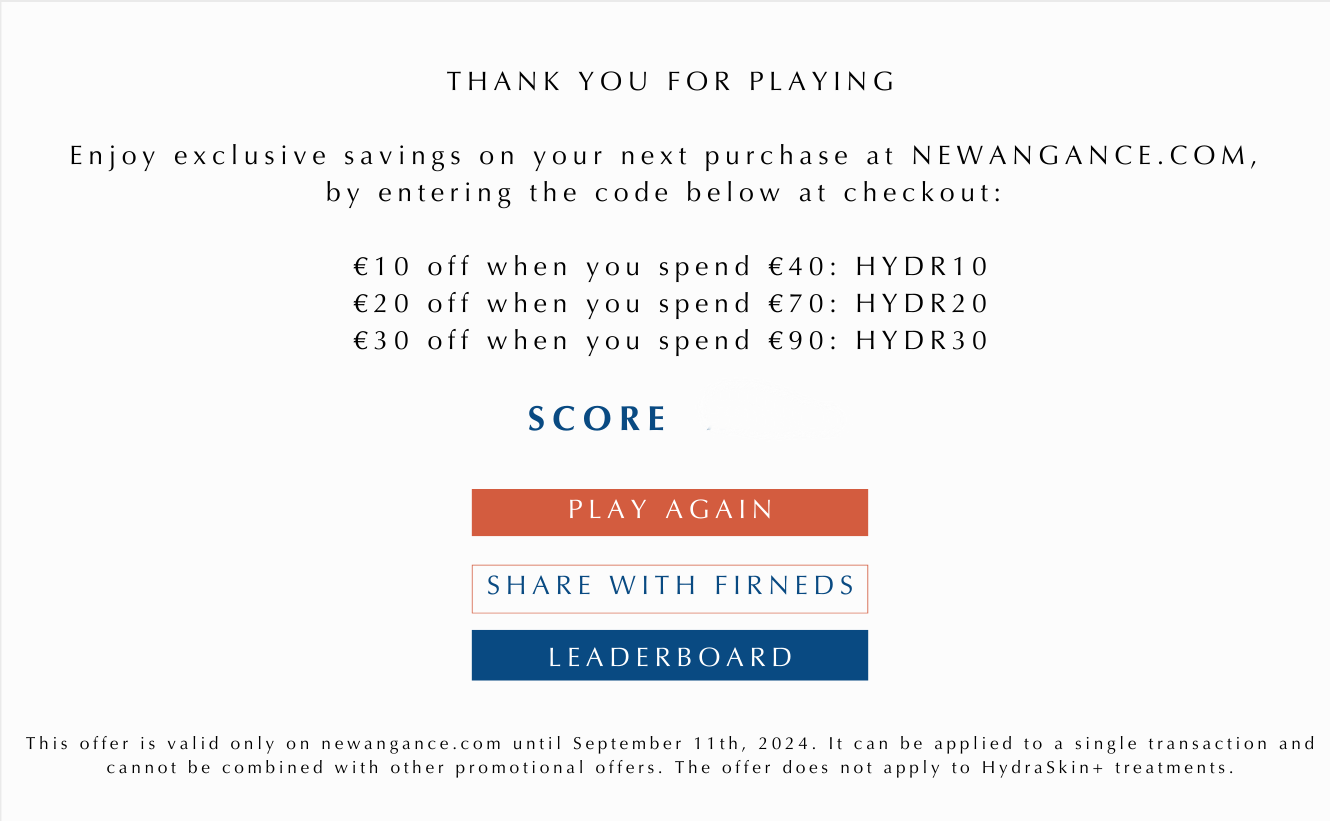 THANK YOU FOR PLAYING
Enjoy exclusive savings on your next purchase at NEWANGANCE.COM,
by entering the code below at checkout:
€10 off when you spend €40: HYDR10
€20 off when you spend €70: HYDR20
€30 off when you spend €90: HYDR30
SCORE
PLAY AGAIN
SHARE WITH FIRNEDS
LEADERBOARD
This offer is valid only on newangance.com until September 11th, 2024. It can be applied to a single transaction and
cannot be combined with other promotional offers. The offer does not apply to HydraSkin+ treatments.